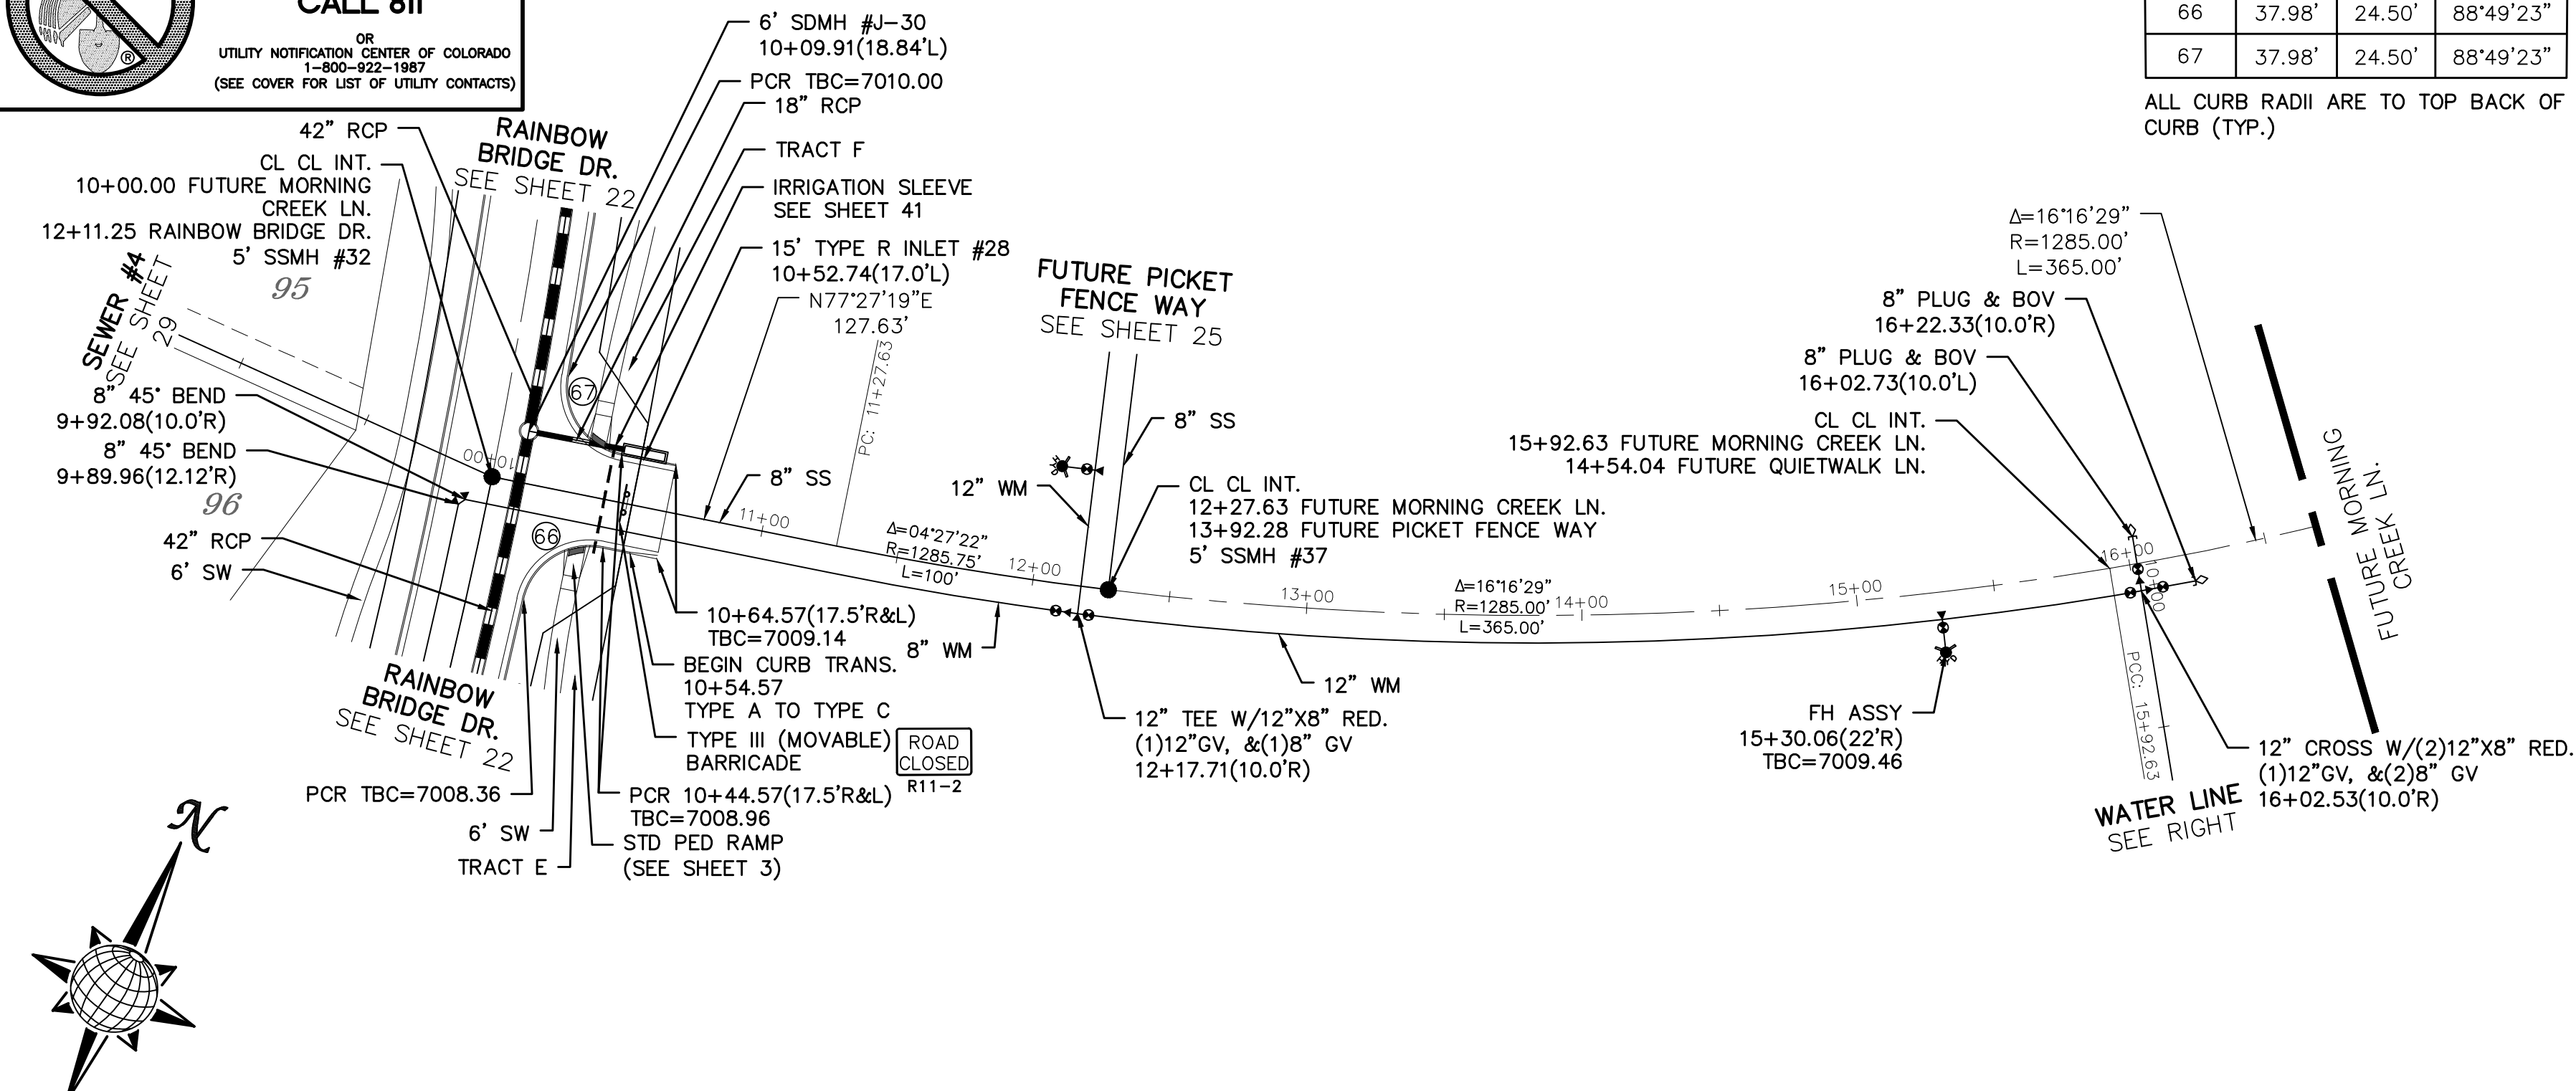 CALL 811
OR
UTILITY NOTIFICATION CENTER OF COLORADO
1-800-922-1987
(SEE COVER FOR LIST OF UTILITY CONTACTS)
®
66 37.98' 24.50' 88°49'23"
67 37.98' 24.50' 88°49'23"
ALL CURB RADII ARE TO TOP BACK OF
CURB (TYP.)
6' SDMH #J-30
10+09.91(18.84'L)
PCR TBC=7010.00
18" RCP
TRACT F
IRRIGATION SLEEVE
SEE SHEET 41
15' TYPE R INLET #28
10+52.74(17.0'L)
N77°27'19"E
127.63'
PC: 11+27.63
42" RCP
CL CL INT.
10+00.00 FUTURE MORNING
CREEK LN.
12+11.25 RAINBOW BRIDGE DR.
5' SSMH #32
RAINBOW
BRIDGE DR.
SEE SHEET 22
95
SEWER #4
SEE SHEET
29
8" 45° BEND
9+92.08(10.0'R)
8" 45° BEND
9+89.96(12.12'R)
96
42" RCP
6' SW
10+00
67
66
RAINBOW
BRIDGE DR.
SEE SHEET 22
8" SS
11+00
Δ=04°27'22"
R=1285.75'
L=100'
12+00
FUTURE PICKET
FENCE WAY
SEE SHEET 25
8" SS
12" WM
CL CL INT.
12+27.63 FUTURE MORNING CREEK LN.
13+92.28 FUTURE PICKET FENCE WAY
5' SSMH #37
10+64.57(17.5'R&L)
TBC=7009.14
8" WM
BEGIN CURB TRANS.
10+54.57
TYPE A TO TYPE C
TYPE III (MOVABLE)
BARRICADE
ROAD
CLOSED
R11-2
PCR TBC=7008.36
PCR 10+44.57(17.5'R&L)
TBC=7008.96
6' SW
STD PED RAMP
(SEE SHEET 3)
TRACT E
12" TEE W/12"X8" RED.
(1)12"GV, &(1)8" GV
12+17.71(10.0'R)
12" WM
13+00
Δ=16°16'29"
R=1285.00'
L=365.00'
14+00
15+00
Δ=16°16'29"
R=1285.00'
L=365.00'
8" PLUG & BOV
16+22.33(10.0'R)
8" PLUG & BOV
16+02.73(10.0'L)
CL CL INT.
15+92.63 FUTURE MORNING CREEK LN.
14+54.04 FUTURE QUIETWALK LN.
16+00
10+00
PCC: 15+92.63
FUTURE MORNING
CREEK LN.
FH ASSY
15+30.06(22'R)
TBC=7009.46
12" CROSS W/(2)12"X8" RED.
(1)12"GV, &(2)8" GV
16+02.53(10.0'R)
WATER LINE
SEE RIGHT
N